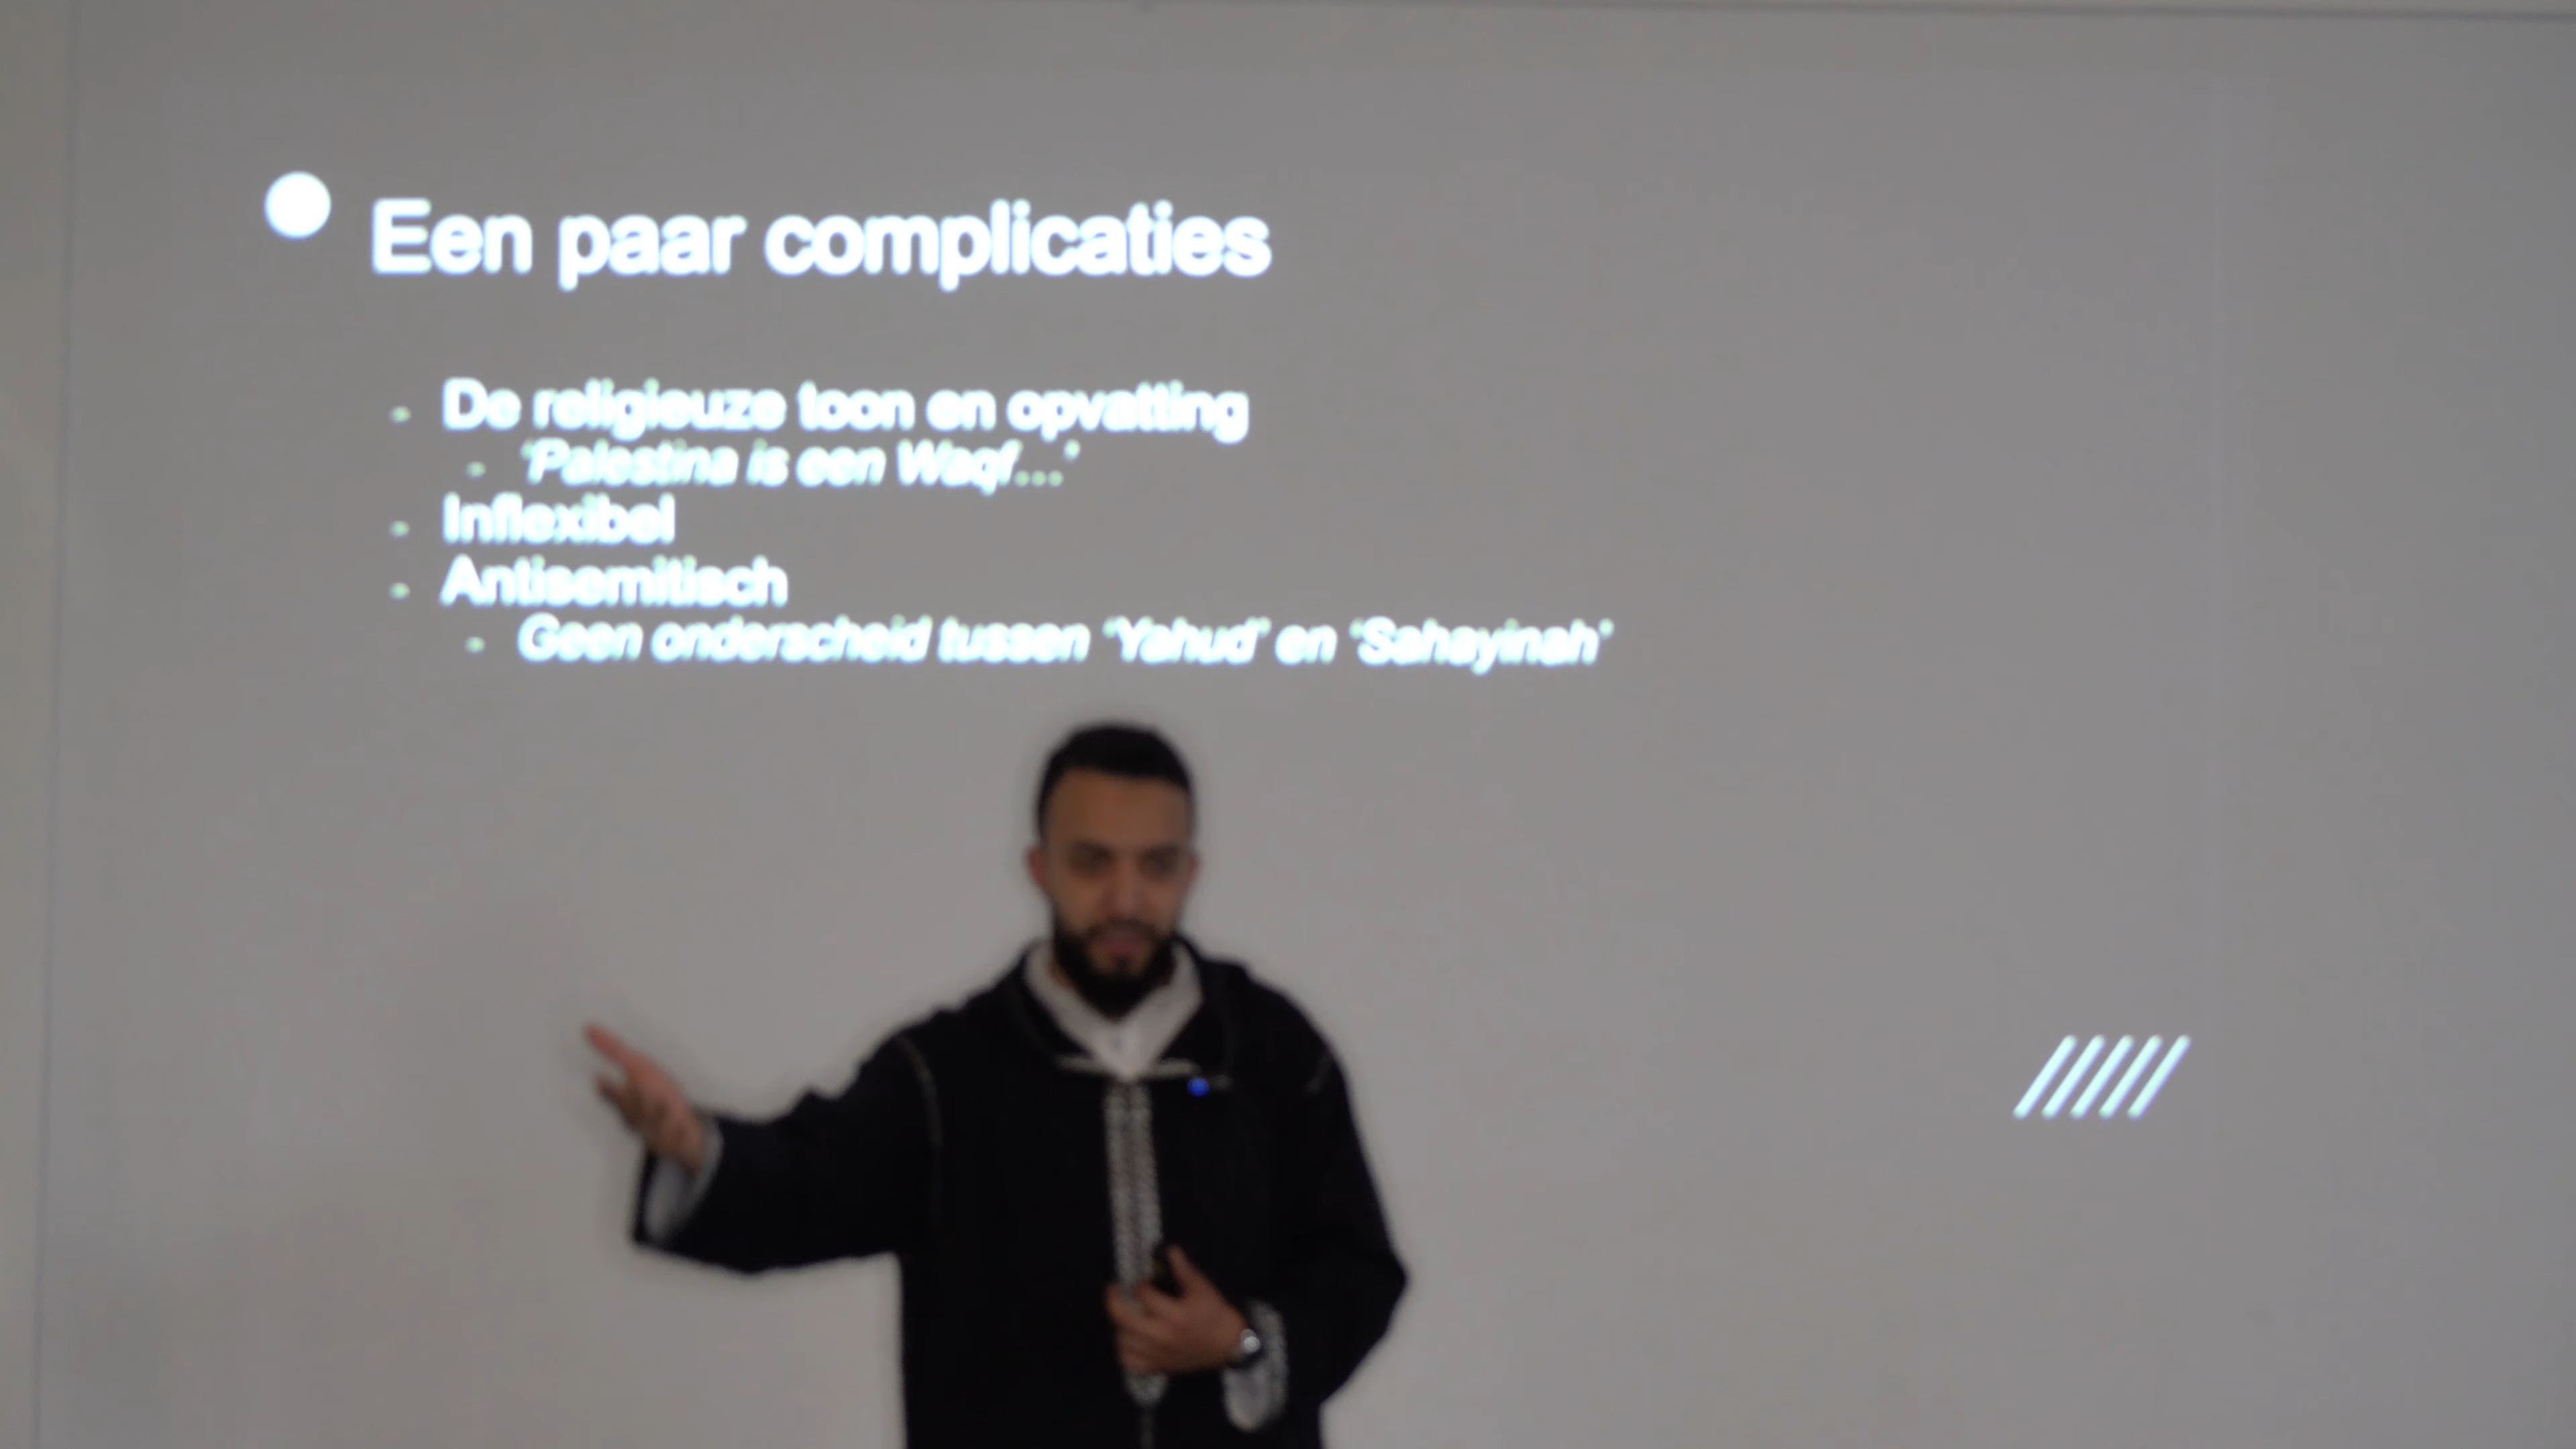 Een paar complicaties
- De religieuze toon en opvatting
- ‘Palestina is een Waqf...’
- Inflexibel
- Antisemitisch
- Geen onderscheid tussen ‘Yahud’ en ‘Sahayinah’